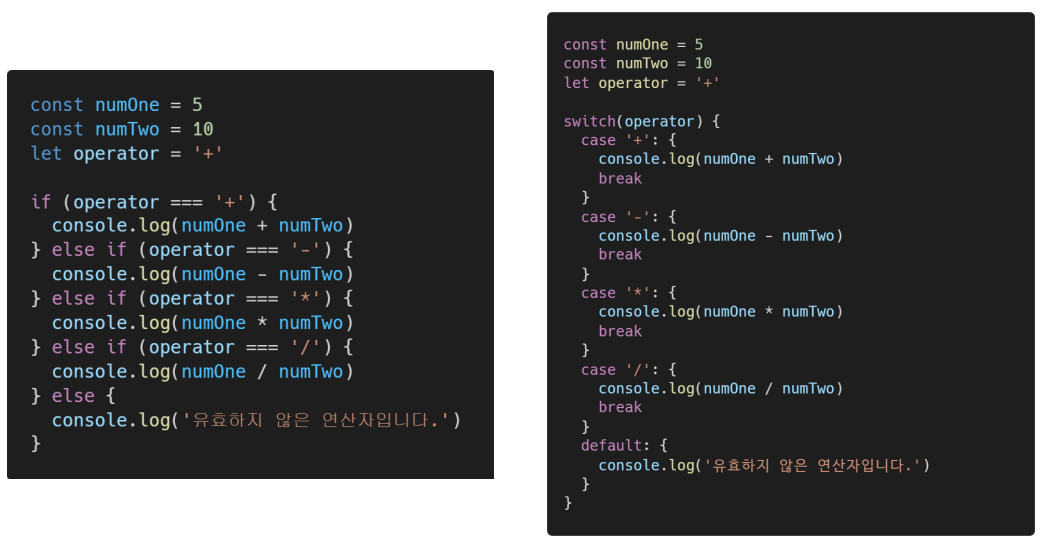 const numOne = 5
const numTwo = 10
let operator = '+'
if (operator === '+') {
  console.log(numOne + numTwo)
} else if (operator === '-') {
  console.log(numOne - numTwo)
} else if (operator === '*') {
  console.log(numOne * numTwo)
} else if (operator === '/') {
  console.log(numOne / numTwo)
} else {
  console.log('유효하지 않은 연산자입니다.')
}
const numOne = 5
const numTwo = 10
let operator = '+'
switch(operator) {
  case '+': {
    console.log(numOne + numTwo)
    break
  }
  case '-': {
    console.log(numOne - numTwo)
    break
  }
  case '*': {
    console.log(numOne * numTwo)
    break
  }
  case '/': {
    console.log(numOne / numTwo)
    break
  }
  default: {
    console.log('유효하지 않은 연산자입니다.')
  }
}